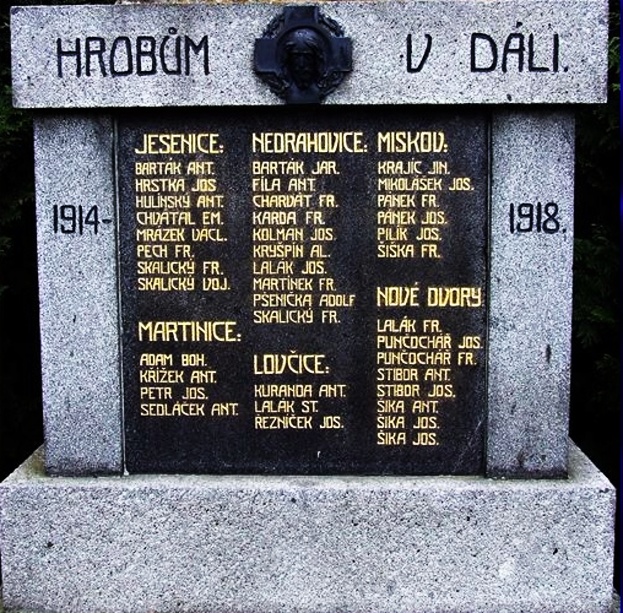 HROBŮM V DÁLI.
1914-
1918.
JESENICE:
BARTÁK ANT.
HRSTKA JOS
HULÍNSKÝ ANT.
CHVÁTAL EM.
MRÁZEK VÁCL.
PECH FR.
SKALICKÝ FR.
SKALICKÝ VOJ.
MARTINICE:
ADAM BOH.
KŘÍŽEK ANT.
PETR JOS.
SEDLÁČEK ANT.
NEDRAHOVICE:
BARTÁK JAR.
FÍLA ANT.
CHARVÁT FR.
KARDA FR.
KOLMAN JOS.
KRYŠPÍN AL.
LALÁK JOS.
MARTÍNEK FR.
PŠENIČKA ADOLF
SKALICKÝ FR.
LOVČICE:
KURANDA ANT.
LALÁK ST.
ŘEZNÍČEK JOS.
MISKOV:
KRAJÍC JIN.
MIKOLÁŠEK JOS.
PÁNEK FR.
PÁNEK JOS.
PILÍK JOS.
ŠIŠKA FR.
NOVÉ DVORY
LALÁK FR.
PUNČOCHÁŘ JOS.
PUNČOCHÁŘ FR.
STIBOR ANT.
STIBOR JOS.
ŠIKA ANT.
ŠIKA JOS.
ŠIKA JOS.